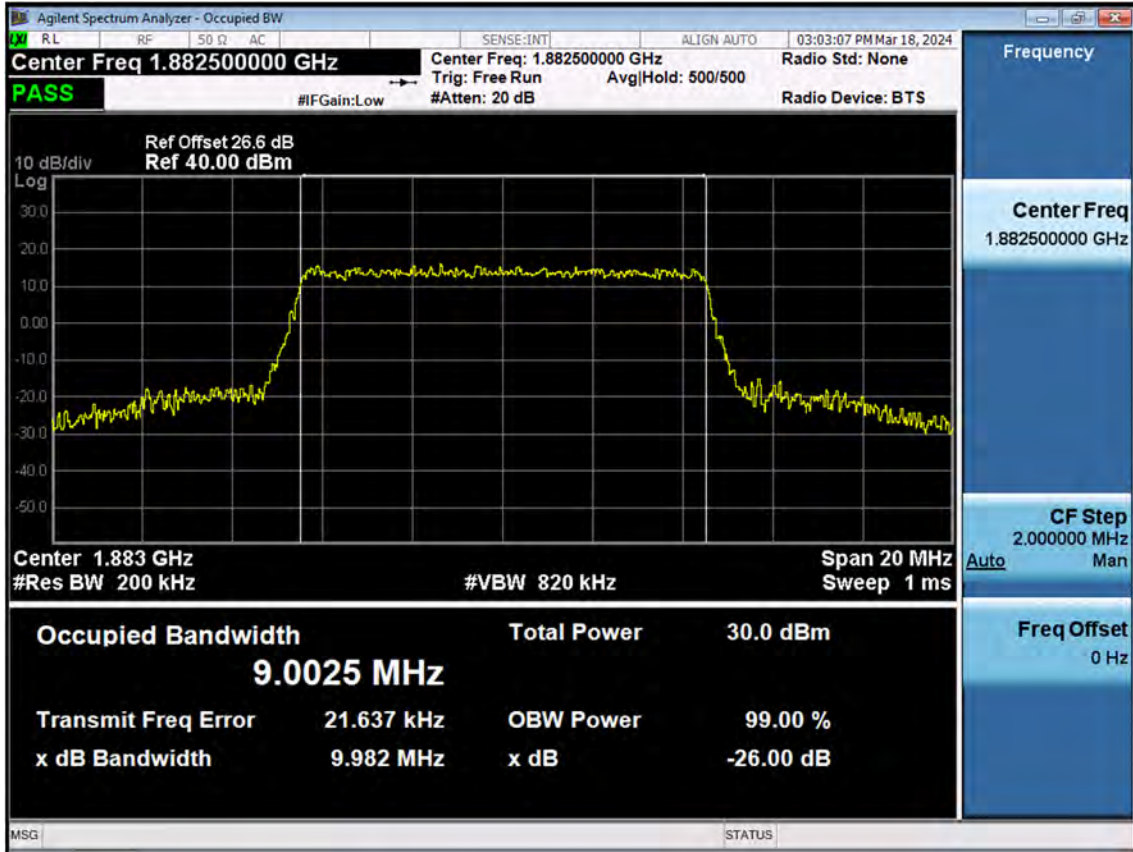 Agilent Spectrum Analyzer - Occupied BW
LXI RL RF 50 Ω AC SENSE:INT ALIGN AUTO 03:03:07 PM Mar 18, 2024
Center Freq 1.882500000 GHz
Center Freq: 1.882500000 GHz
Radio Std: None
Trig: Free Run Avg|Hold: 500/500
PASS
#IFGain:Low
#Atten: 20 dB
Radio Device: BTS
Ref Offset 26.6 dB
10 dB/div Ref 40.00 dBm
Log
30.0
20.0
10.0
0.00
-10.0
-20.0
-30.0
-40.0
-50.0
Center 1.883 GHz Span 20 MHz
#Res BW 200 kHz #VBW 820 kHz Sweep 1 ms
Occupied Bandwidth Total Power 30.0 dBm
9.0025 MHz
Transmit Freq Error 21.637 kHz OBW Power 99.00 %
x dB Bandwidth 9.982 MHz x dB -26.00 dB
MSG STATUS
Frequency
Center Freq
1.882500000 GHz
CF Step
2.000000 MHz
Auto Man
Freq Offset
0 Hz